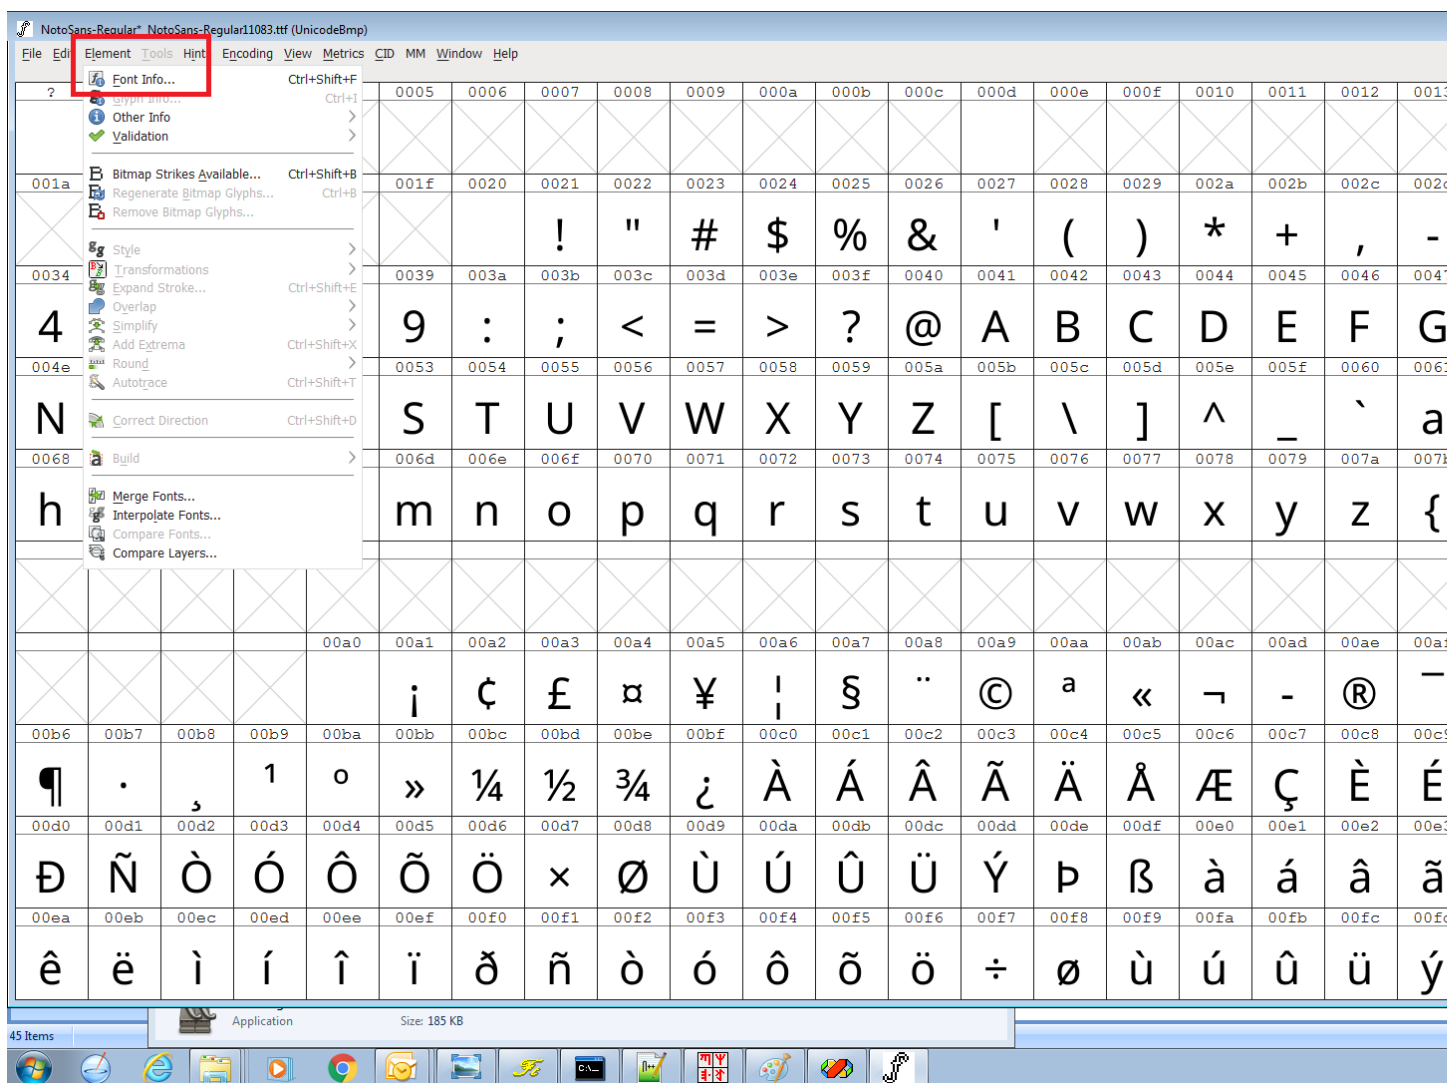 NotoSans-Regular* NotoSans-Regular11083.ttf (UnicodeBmp)
File Edi Element Tools Hint Encoding View Metrics CID MM Window Help
Font Info... Ctrl+Shift+F
Glyph Info... Ctrl+I
Other Info
Validation
Bitmap Strikes Available... Ctrl+Shift+B
Regenerate Bitmap Glyphs... Ctrl+B
Remove Bitmap Glyphs...
Style
Transformations
Expand Stroke... Ctrl+Shift+E
Overlap
Simplify
Add Extrema Ctrl+Shift+X
Round
Autotrace Ctrl+Shift+T
Correct Direction Ctrl+Shift+D
Build
Merge Fonts...
Interpolate Fonts...
Compare Fonts...
Compare Layers...
? 0005 0006 0007 0008 0009 000a 000b 000c 000d 000e 000f 0010 0011 0012 0013
001a 001f 0020 0021 0022 0023 0024 0025 0026 0027 0028 0029 002a 002b 002c 002d
! " # $ % & ' ( ) * + , -
0034 0039 003a 003b 003c 003d 003e 003f 0040 0041 0042 0043 0044 0045 0046 0047
4 9 : ; < = > ? @ A B C D E F G
004e 0053 0054 0055 0056 0057 0058 0059 005a 005b 005c 005d 005e 005f 0060 0061
N S T U V W X Y Z [ \ ] ^ _ ` a
0068 006d 006e 006f 0070 0071 0072 0073 0074 0075 0076 0077 0078 0079 007a 007b
h m n o p q r s t u v w x y z {
00a0 00a1 00a2 00a3 00a4 00a5 00a6 00a7 00a8 00a9 00aa 00ab 00ac 00ad 00ae 00af
¡ ¢ £ ¤ ¥ ¦ § ¨ © ª « ¬ - ® ¯
00b6 00b7 00b8 00b9 00ba 00bb 00bc 00bd 00be 00bf 00c0 00c1 00c2 00c3 00c4 00c5 00c6 00c7 00c8 00c9
¶ · ¸ ¹ º » ¼ ½ ¾ ¿ À Á Â Ã Ä Å Æ Ç È É
00d0 00d1 00d2 00d3 00d4 00d5 00d6 00d7 00d8 00d9 00da 00db 00dc 00dd 00de 00df 00e0 00e1 00e2 00e3
Ð Ñ Ò Ó Ô Õ Ö × Ø Ù Ú Û Ü Ý Þ ß à á â ã
00ea 00eb 00ec 00ed 00ee 00ef 00f0 00f1 00f2 00f3 00f4 00f5 00f6 00f7 00f8 00f9 00fa 00fb 00fc 00fd
ê ë ì í î ï ð ñ ò ó ô õ ö ÷ ø ù ú û ü ý
Application Size: 185 KB
45 Items